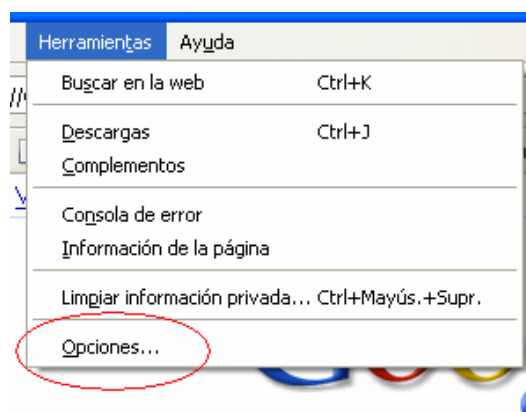 Herramientas Ayuda
Buscar en la web Ctrl+K
Descargas Ctrl+J
Complementos
Consola de error
Información de la página
Limpiar información privada... Ctrl+Mayús.+Supr.
Opciones...